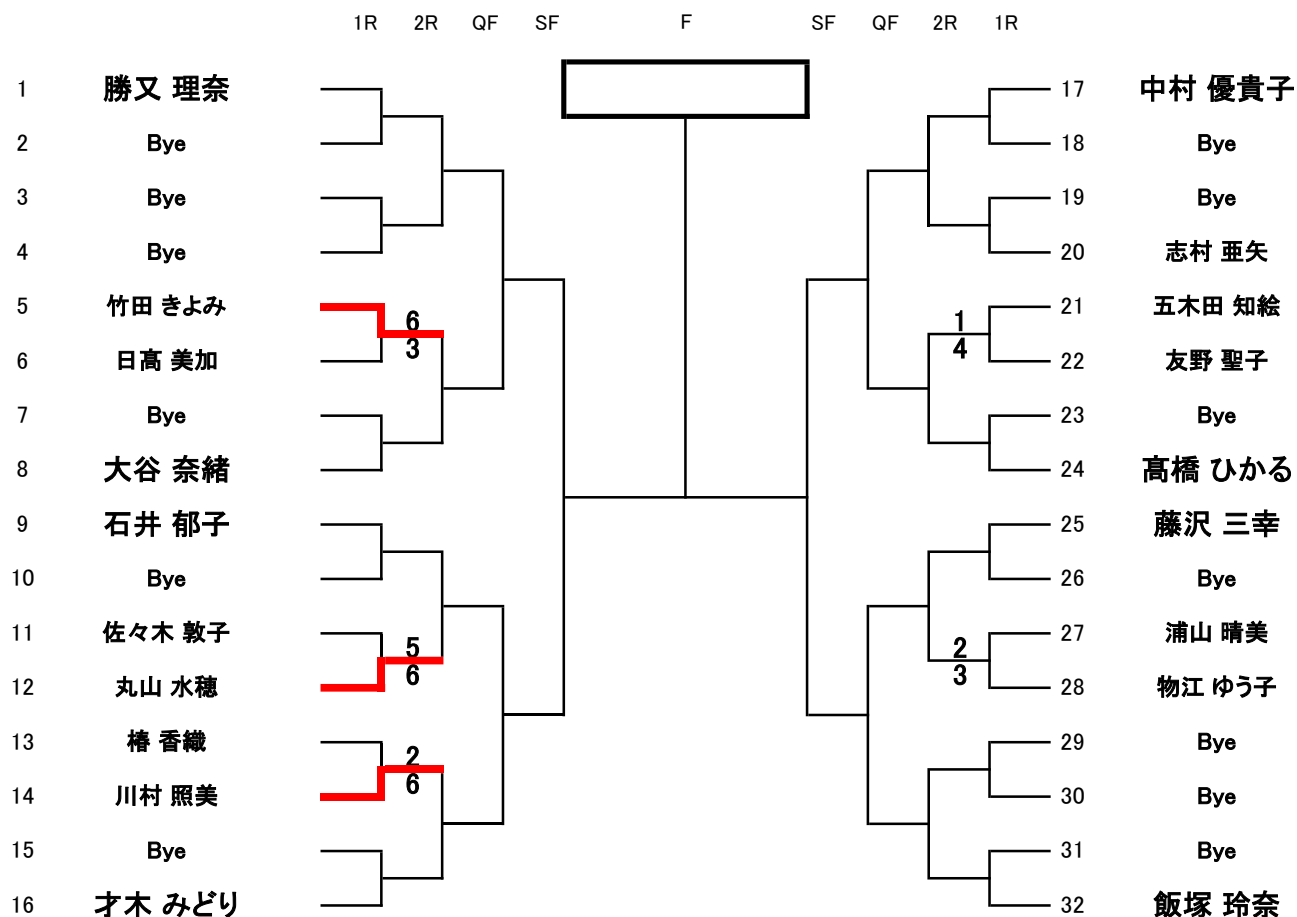 1R 2R QF SF F SF QF 2R 1R
1 勝又 理奈 17 中村 優貴子
2 Bye 18 Bye
3 Bye 19 Bye
4 Bye 20 志村 亜矢
5 竹田 きよみ 21 五木田 知絵
6 1
3 4
6 日髙 美加 22 友野 聖子
7 Bye 23 Bye
8 大谷 奈緒 24 髙橋 ひかる
9 石井 郁子 25 藤沢 三幸
10 Bye 26 Bye
11 佐々木 敦子 27 浦山 晴美
5 2
6 3
12 丸山 水穂 28 物江 ゆう子
13 椿 香織 29 Bye
2
6
14 川村 照美 30 Bye
15 Bye 31 Bye
16 才木 みどり 32 飯塚 玲奈